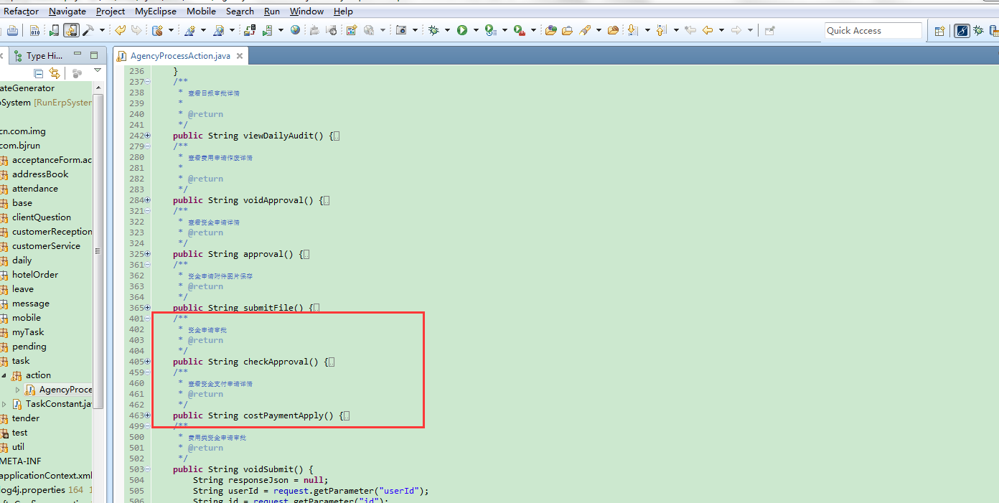 Refactor Navigate Project MyEclipse Mobile Search Run Window Help
Quick Access
Type Hi...
AgencyProcessAction.java
ateGenerator
pSystem [RunErpSyster
cn.com.img
com.bjrun
acceptanceForm.ac
addressBook
attendance
base
clientQuestion
customerReception
customerService
daily
hotelOrder
leave
message
mobile
myTask
pending
task
action
AgencyProce
TaskConstant.ja
tender
test
util
META-INF
applicationContext.xml
log4j.properties 164 1
236 }
237 /**
238 * 查看日报审批详情
239 *
240 * @return
241 */
242 public String viewDailyAudit() {
279 /**
280 * 查看费用申请作废详情
281 *
282 * @return
283 */
284 public String voidApproval() {
321 /**
322 * 查看资金申请详情
323 * @return
324 */
325 public String approval() {
361 /**
362 * 资金申请附件图片保存
363 * @return
364 */
365 public String submitFile() {
401 /**
402 * 资金申请审批
403 * @return
404 */
405 public String checkApproval() {
459 /**
460 * 查看资金支付申请详情
461 * @return
462 */
463 public String costPaymentApply() {
499 /**
500 * 费用类资金申请审批
501 * @return
502 */
503 public String voidSubmit() {
504 String responseJson = null;
505 String userId = request.getParameter("userId");
506 String id = request.getParameter("id");